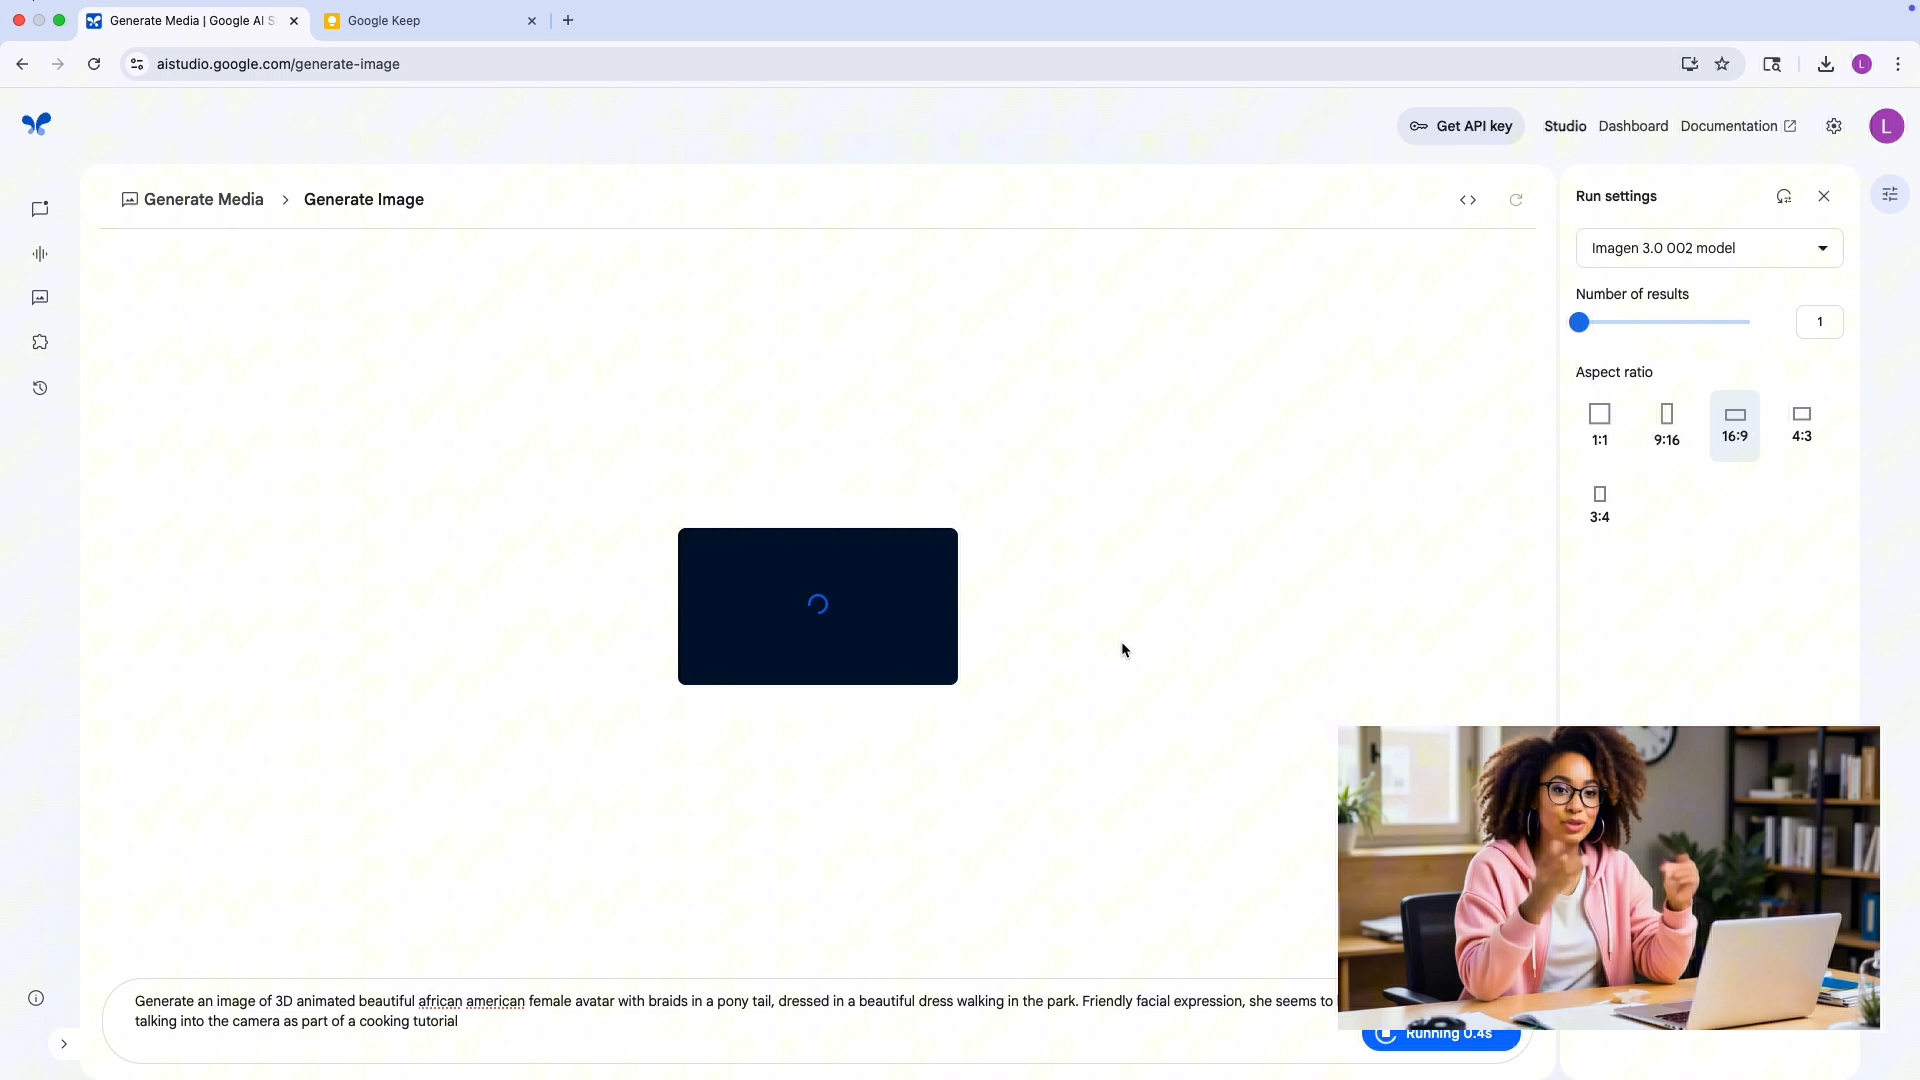 Generate Media | Google AI S
Google Keep
aistudio.google.com/generate-image
L
Get API key
Studio
Dashboard
Documentation
L
Generate Media > Generate Image
< >
Run settings
Imagen 3.0 002 model
Number of results
1
Aspect ratio
1:1
9:16
16:9
4:3
3:4
Generate an image of 3D animated beautiful african american female avatar with braids in a pony tail, dressed in a beautiful dress walking in the park. Friendly facial expression, she seems to
talking into the camera as part of a cooking tutorial
Running 0.4s